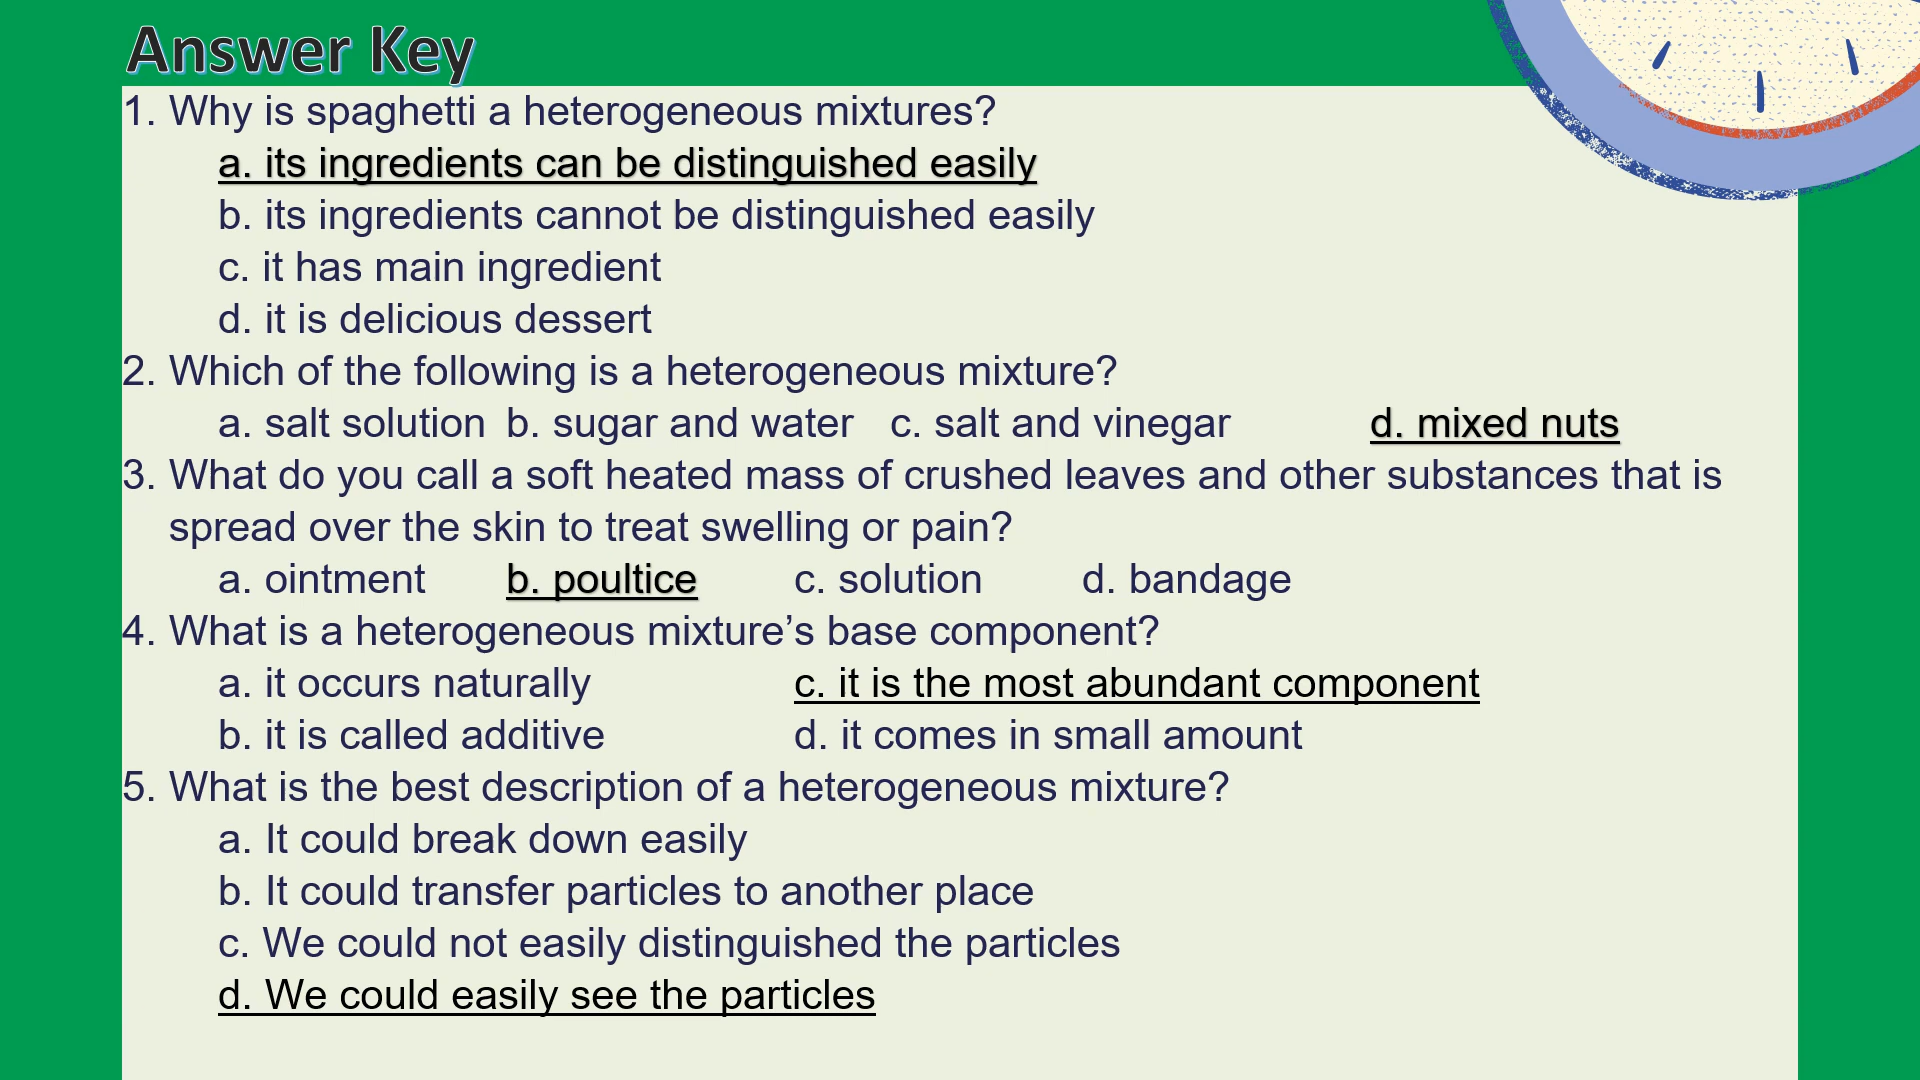 Answer Key
1. Why is spaghetti a heterogeneous mixtures?
a. its ingredients can be distinguished easily
b. its ingredients cannot be distinguished easily
c. it has main ingredient
d. it is delicious dessert
2. Which of the following is a heterogeneous mixture?
a. salt solution b. sugar and water c. salt and vinegar d. mixed nuts
3. What do you call a soft heated mass of crushed leaves and other substances that is
spread over the skin to treat swelling or pain?
a. ointment b. poultice c. solution d. bandage
4. What is a heterogeneous mixture’s base component?
a. it occurs naturally c. it is the most abundant component
b. it is called additive d. it comes in small amount
5. What is the best description of a heterogeneous mixture?
a. It could break down easily
b. It could transfer particles to another place
c. We could not easily distinguished the particles
d. We could easily see the particles